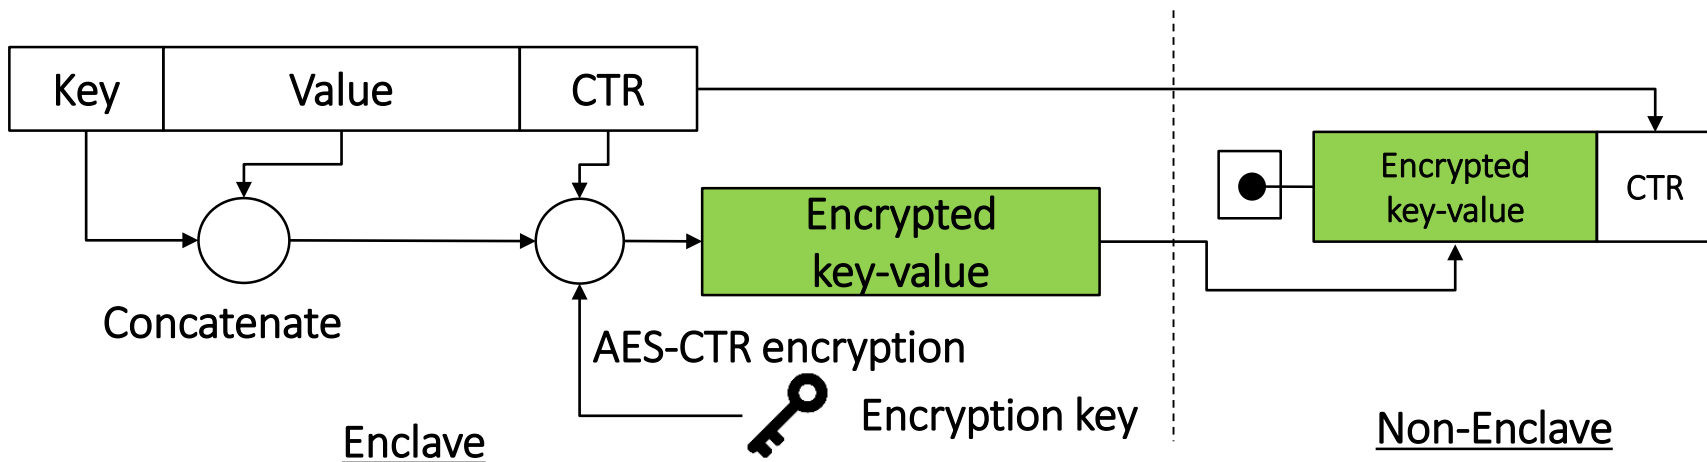 Key
Value
CTR
Encrypted
key-value
CTR
Encrypted
key-value
Concatenate
AES-CTR encryption
Encryption key
Enclave
Non-Enclave